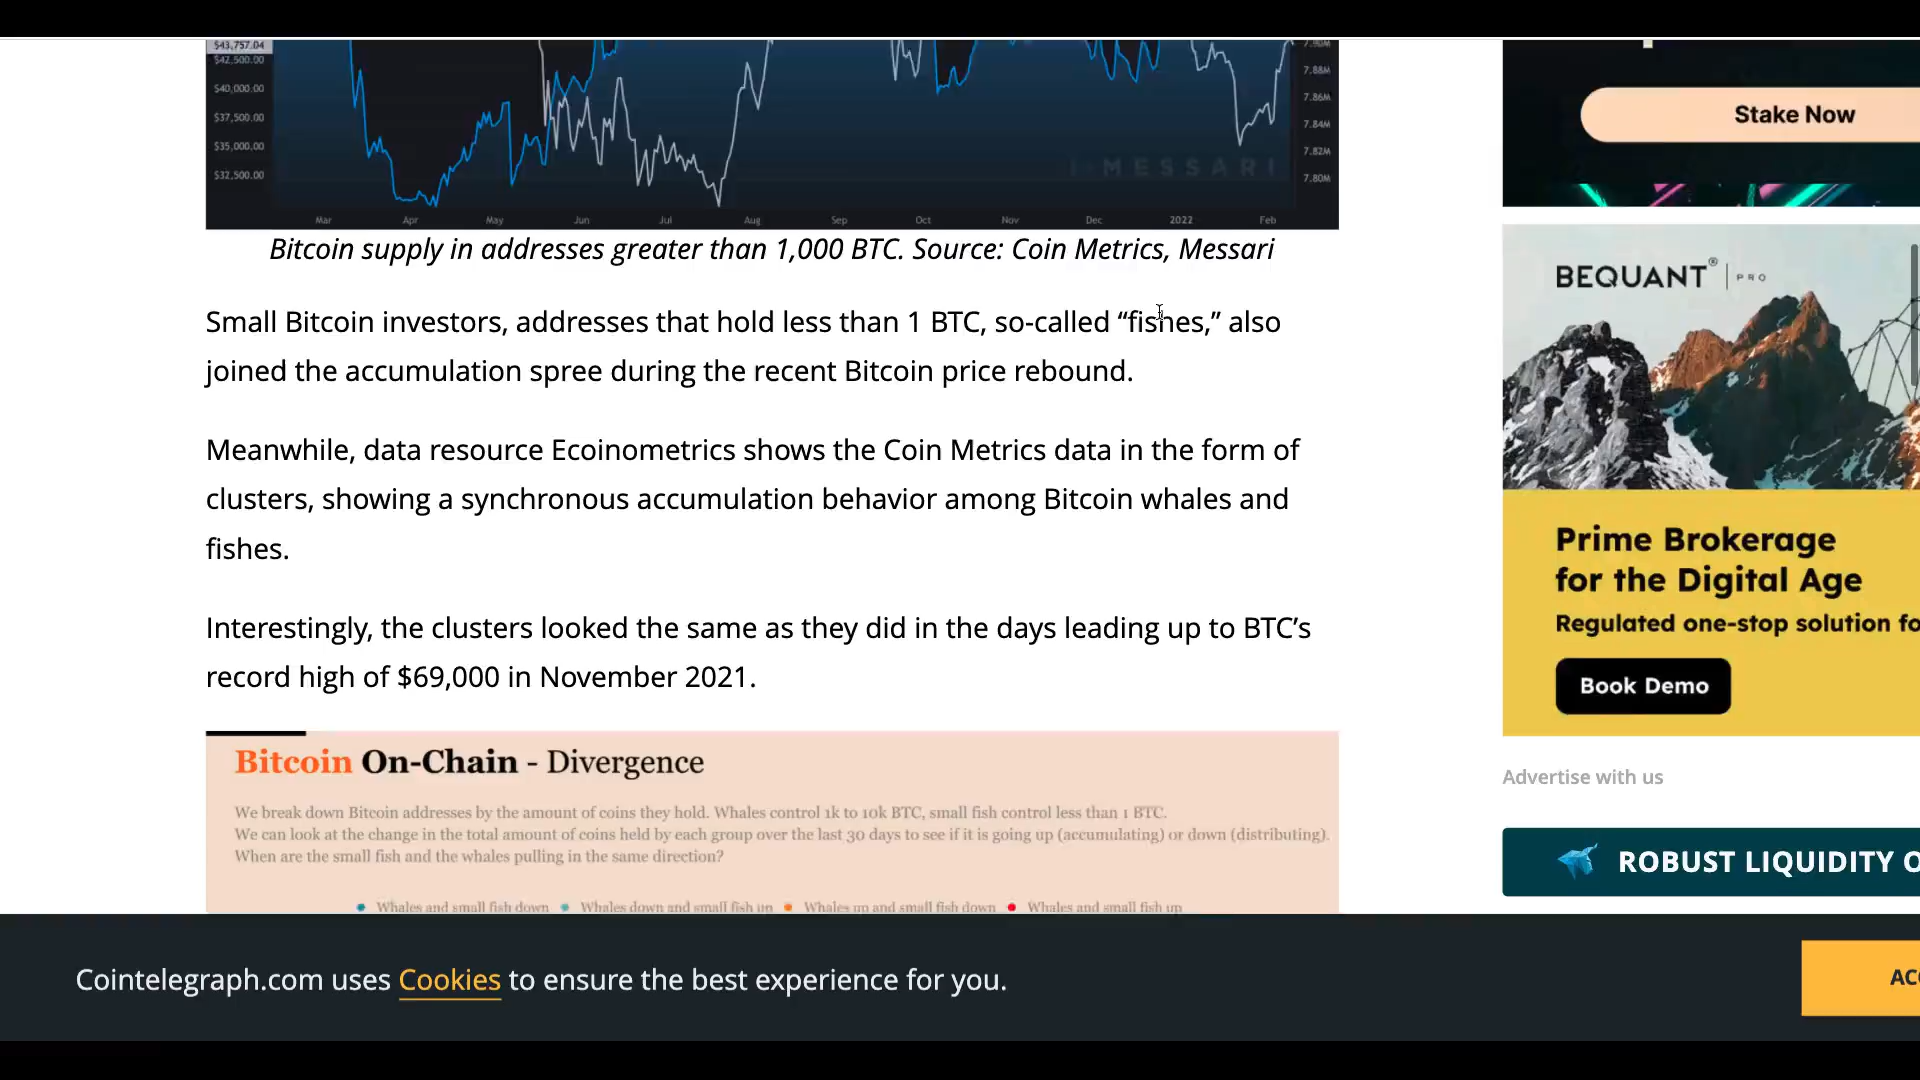 $43,757.04
$42,500.00
$40,000.00
$37,500.00
$35,000.00
$32,500.00
7.90M
7.88M
7.86M
7.84M
7.82M
7.80M
MESSARI
Mar Apr May Jun Jul Aug Sep Oct Nov Dec 2022 Feb
Bitcoin supply in addresses greater than 1,000 BTC. Source: Coin Metrics, Messari
Small Bitcoin investors, addresses that hold less than 1 BTC, so-called “fishes,” also
joined the accumulation spree during the recent Bitcoin price rebound.
Meanwhile, data resource Ecoinometrics shows the Coin Metrics data in the form of
clusters, showing a synchronous accumulation behavior among Bitcoin whales and
fishes.
Interestingly, the clusters looked the same as they did in the days leading up to BTC’s
record high of $69,000 in November 2021.
Bitcoin On-Chain - Divergence
We break down Bitcoin addresses by the amount of coins they hold. Whales control 1k to 10k BTC, small fish control less than 1 BTC.
We can look at the change in the total amount of coins held by each group over the last 30 days to see if it is going up (accumulating) or down (distributing).
When are the small fish and the whales pulling in the same direction?
Whales and small fish down Whales down and small fish up Whales up and small fish down Whales and small fish up
Stake Now
BEQUANT® | PRO
Prime Brokerage
for the Digital Age
Regulated one-stop solution fo
Book Demo
Advertise with us
ROBUST LIQUIDITY O
Cointelegraph.com uses Cookies to ensure the best experience for you.
AC